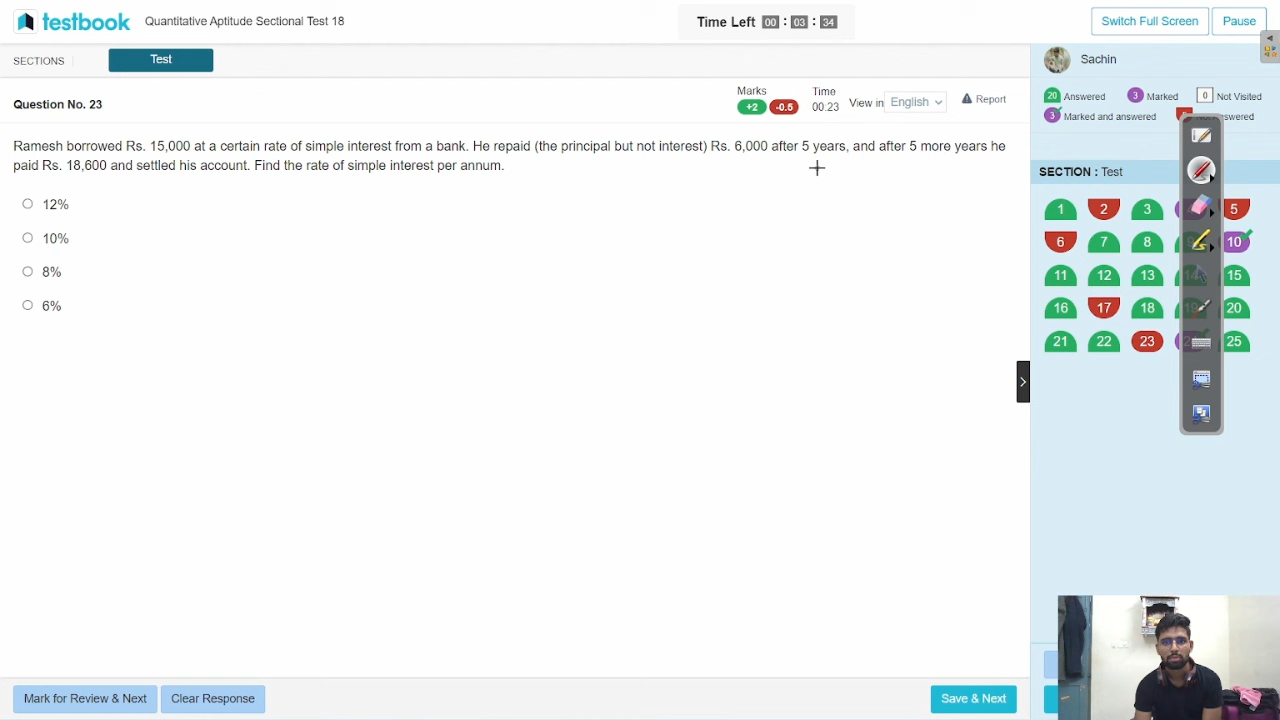 testbook
Quantitative Aptitude Sectional Test 18
Time Left 00 : 03 : 34
Switch Full Screen
Pause
SECTIONS
Test
Sachin
Question No. 23
Marks
+2 -0.5
Time
00:23
View in English
Report
20 Answered
3 Marked
0 Not Visited
3 Marked and answered
Ramesh borrowed Rs. 15,000 at a certain rate of simple interest from a bank. He repaid (the principal but not interest) Rs. 6,000 after 5 years, and after 5 more years he
paid Rs. 18,600 and settled his account. Find the rate of simple interest per annum.
12%
10%
8%
6%
SECTION : Test
1 2 3 5
6 7 8 10
11 12 13 14 15
16 17 18 19 20
21 22 23 25
Mark for Review & Next
Clear Response
Save & Next